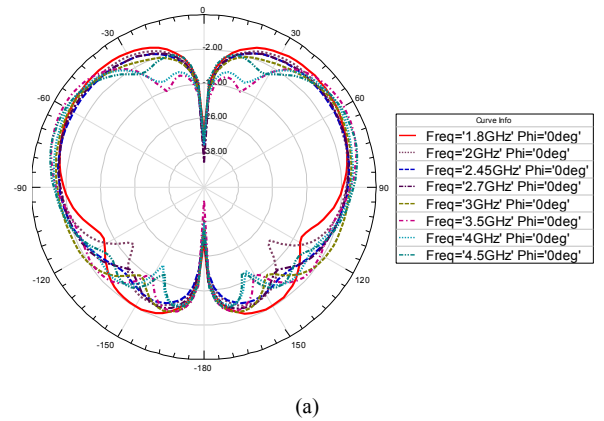 0
-30
30
-2.00
-60
60
-26.00
-38.00
-90
90
-120
120
-150
150
-180
Curve Info
Freq='1.8GHz' Phi='0deg'
Freq='2GHz' Phi='0deg'
Freq='2.45GHz' Phi='0deg'
Freq='2.7GHz' Phi='0deg'
Freq='3GHz' Phi='0deg'
Freq='3.5GHz' Phi='0deg'
Freq='4GHz' Phi='0deg'
Freq='4.5GHz' Phi='0deg'
(a)